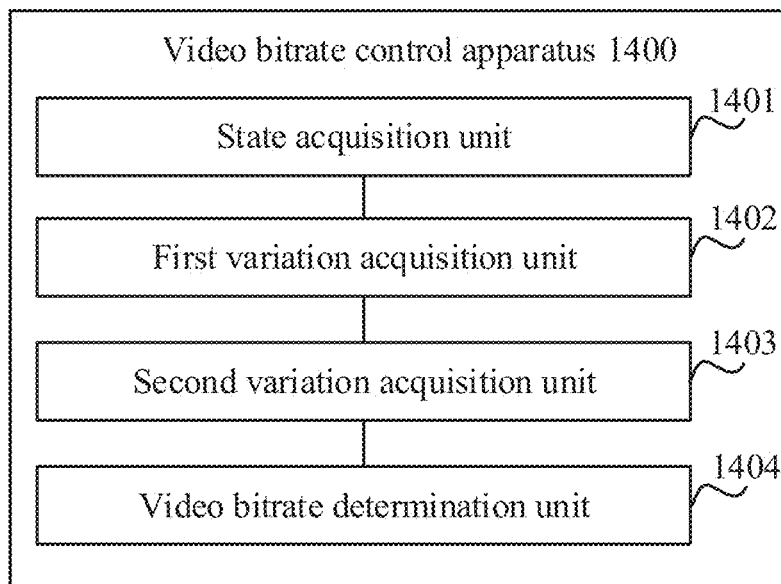 Video bitrate control apparatus 1400
1401
State acquisition unit
1402
First variation acquisition unit
1403
Second variation acquisition unit
1404
Video bitrate determination unit